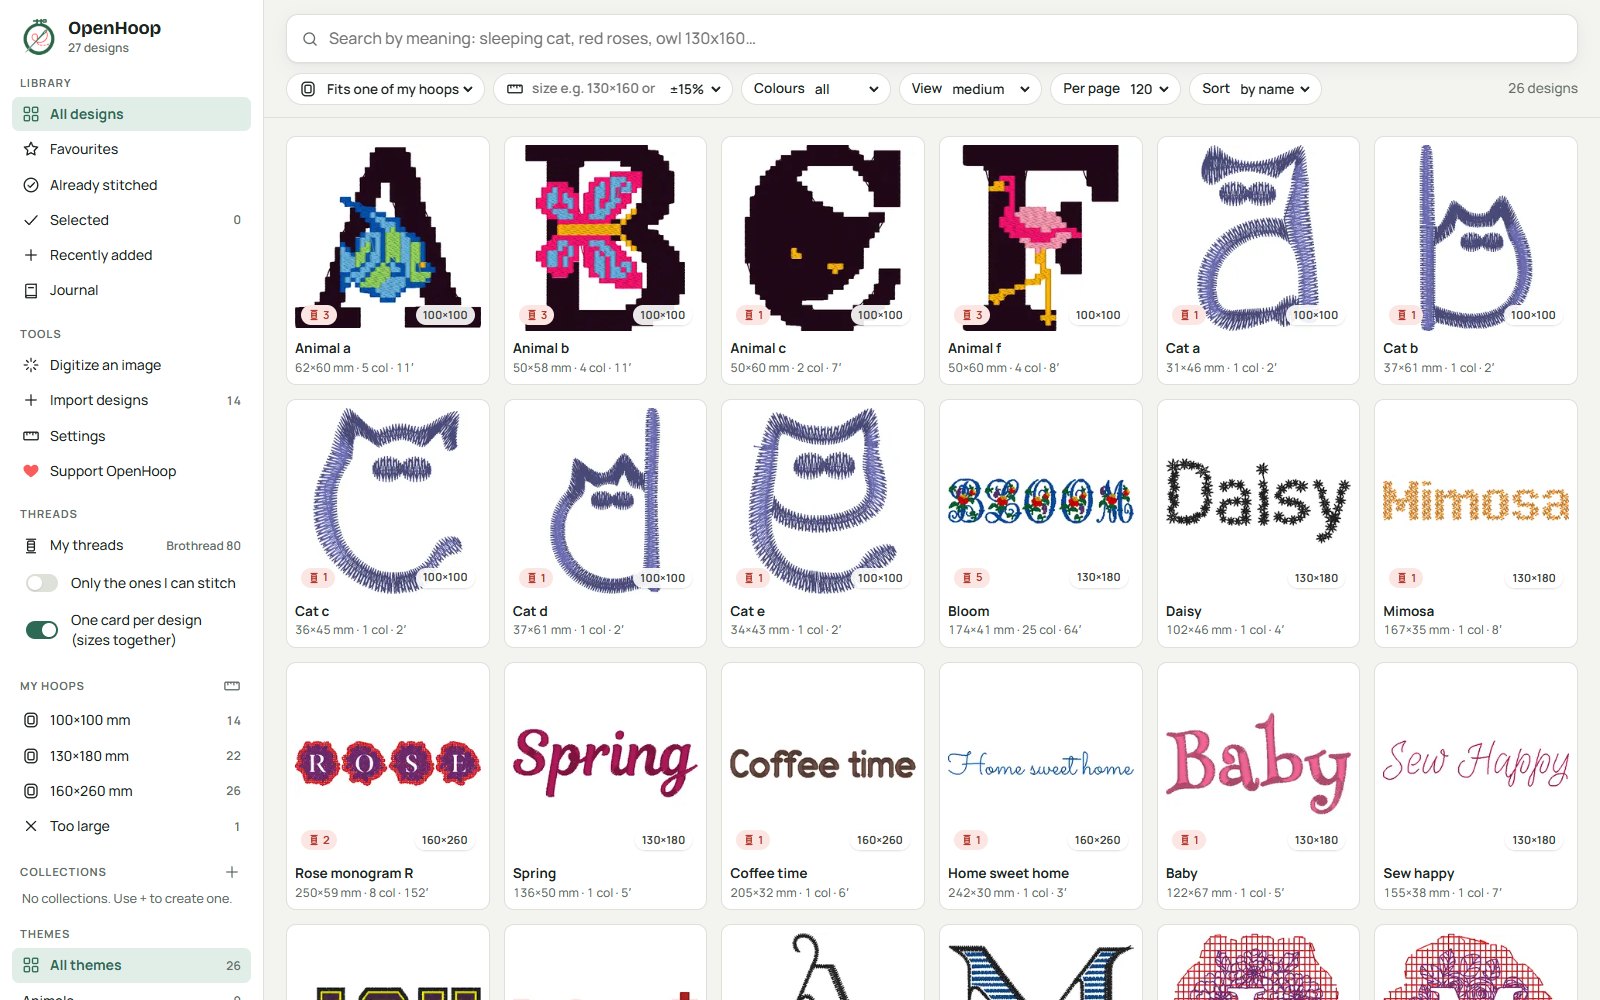 OpenHoop
27 designs
LIBRARY
All designs
Favourites
Already stitched
Selected 0
Recently added
Journal
TOOLS
Digitize an image
Import designs 14
Settings
Support OpenHoop
THREADS
My threads Brothread 80
Only the ones I can stitch
One card per design
(sizes together)
MY HOOPS
100×100 mm 14
130×180 mm 22
160×260 mm 26
Too large 1
COLLECTIONS
No collections. Use + to create one.
THEMES
All themes 26
Search by meaning: sleeping cat, red roses, owl 130x160…
Fits one of my hoops size e.g. 130×160 or ±15% Colours all View medium Per page 120 Sort by name 26 designs
3 100×100
Animal a
62×60 mm · 5 col · 11′
B
3 100×100
Animal b
50×58 mm · 4 col · 11′
C
1 100×100
Animal c
50×60 mm · 2 col · 7′
F
3 100×100
Animal f
50×60 mm · 4 col · 8′
a
1 100×100
Cat a
31×46 mm · 1 col · 2′
b
1 100×100
Cat b
37×61 mm · 1 col · 2′
c
1 100×100
Cat c
36×45 mm · 1 col · 2′
d
1 100×100
Cat d
37×61 mm · 1 col · 2′
e
1 100×100
Cat e
34×43 mm · 1 col · 2′
BLOOM
5 130×180
Bloom
174×41 mm · 25 col · 64′
Daisy
130×180
Daisy
102×46 mm · 1 col · 4′
Mimosa
1 130×180
Mimosa
167×35 mm · 1 col · 8′
ROSE
2 160×260
Rose monogram R
250×59 mm · 8 col · 152′
Spring
130×180
Spring
136×50 mm · 1 col · 5′
Coffee time
1 160×260
Coffee time
205×32 mm · 1 col · 6′
Home sweet home
1 160×260
Home sweet home
242×30 mm · 1 col · 3′
Baby
1 130×180
Baby
122×67 mm · 1 col · 5′
Sew Happy
130×180
Sew happy
155×38 mm · 1 col · 7′
A
M